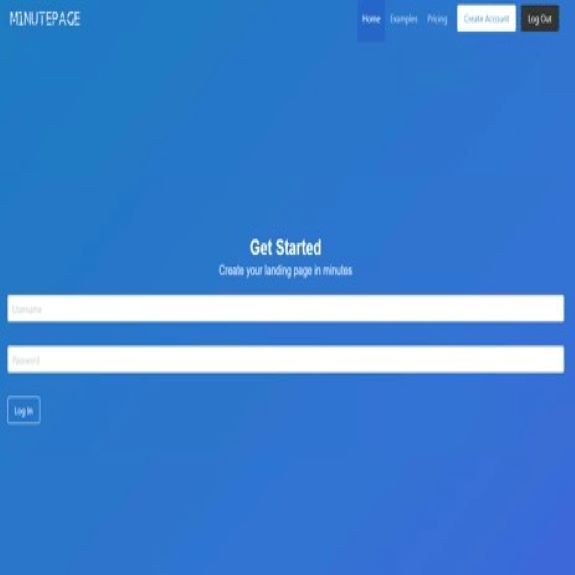 M1NUTEPAGE
Home Examples Pricing Create Account Log Out
Get Started
Create your landing page in minutes
Username
Password
Log In